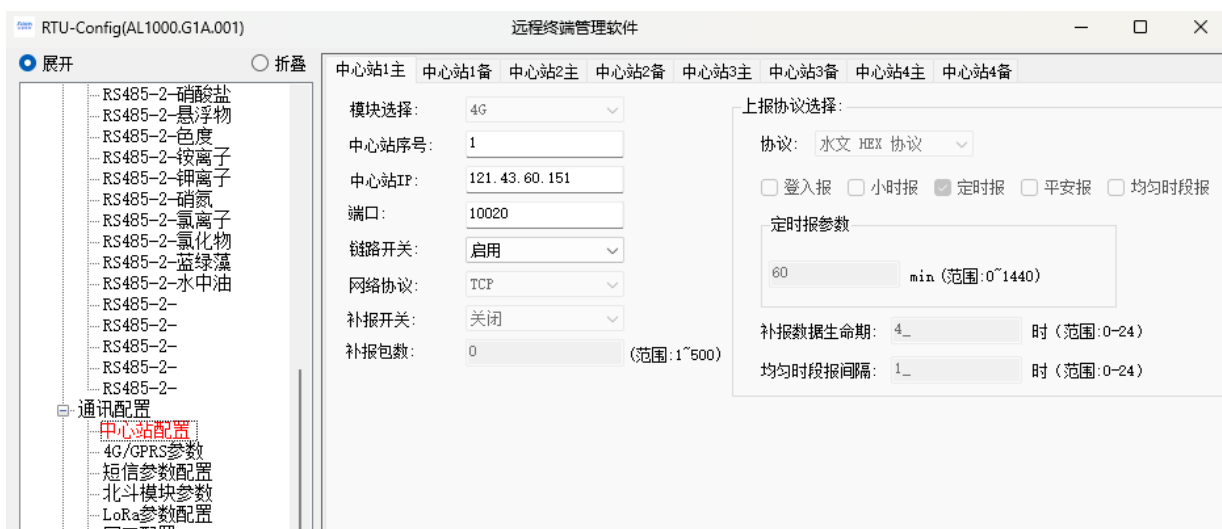 RTU-Config(AL1000.G1A.001) 远程终端管理软件
展开 折叠
RS485-2-硝酸盐
RS485-2-悬浮物
RS485-2-色度
RS485-2-铵离子
RS485-2-钾离子
RS485-2-硝氮
RS485-2-氯离子
RS485-2-氯化物
RS485-2-蓝绿藻
RS485-2-水中油
RS485-2-
RS485-2-
RS485-2-
RS485-2-
RS485-2-
通讯配置
中心站配置
4G/GPRS参数
短信参数配置
北斗模块参数
LoRa参数配置
中心站1主 中心站1备 中心站2主 中心站2备 中心站3主 中心站3备 中心站4主 中心站4备
模块选择: 4G
中心站序号: 1
中心站IP: 121.43.60.151
端口: 10020
链路开关: 启用
网络协议: TCP
补报开关: 关闭
补报包数: 0 (范围:1~500)
上报协议选择:
协议: 水文 HEX 协议
登入报 小时报 定时报 平安报 均匀时段报
定时报参数
60 min (范围:0~1440)
补报数据生命期: 4_ 时 (范围:0-24)
均匀时段报间隔: 1_ 时 (范围:0-24)